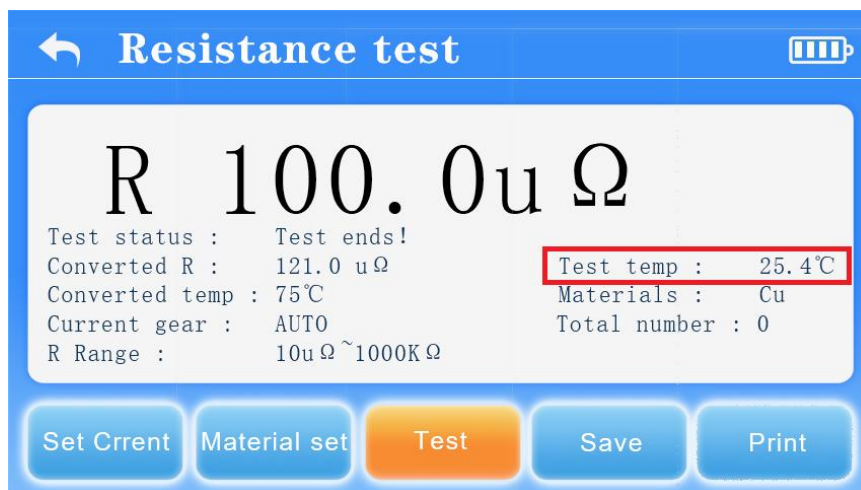 Resistance test
R 100.0uΩ
Test status : Test ends!
Converted R : 121.0 uΩ
Test temp : 25.4℃
Converted temp : 75℃
Materials : Cu
Current gear : AUTO
Total number : 0
R Range : 10uΩ~1000KΩ
Set Crrent
Material set
Test
Save
Print